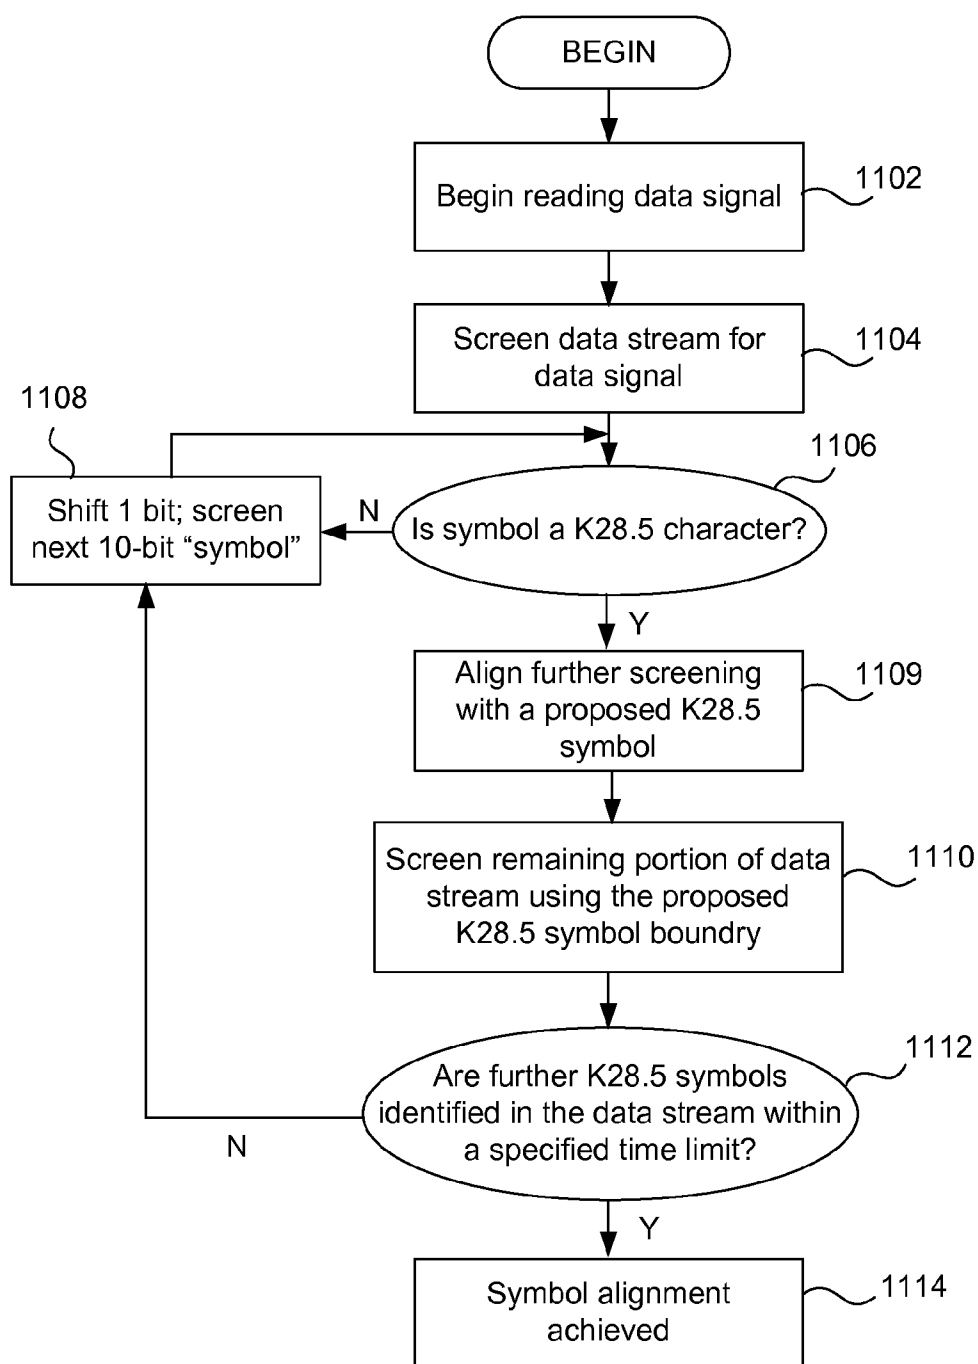 BEGIN
Begin reading data signal
1102
Screen data stream for
data signal
1104
1108
Shift 1 bit; screen
next 10-bit “symbol”
N
1106
Is symbol a K28.5 character?
Y
Align further screening
with a proposed K28.5
symbol
1109
Screen remaining portion of data
stream using the proposed
K28.5 symbol boundry
1110
Are further K28.5 symbols
identified in the data stream within
a specified time limit?
1112
N
Y
Symbol alignment
achieved
1114